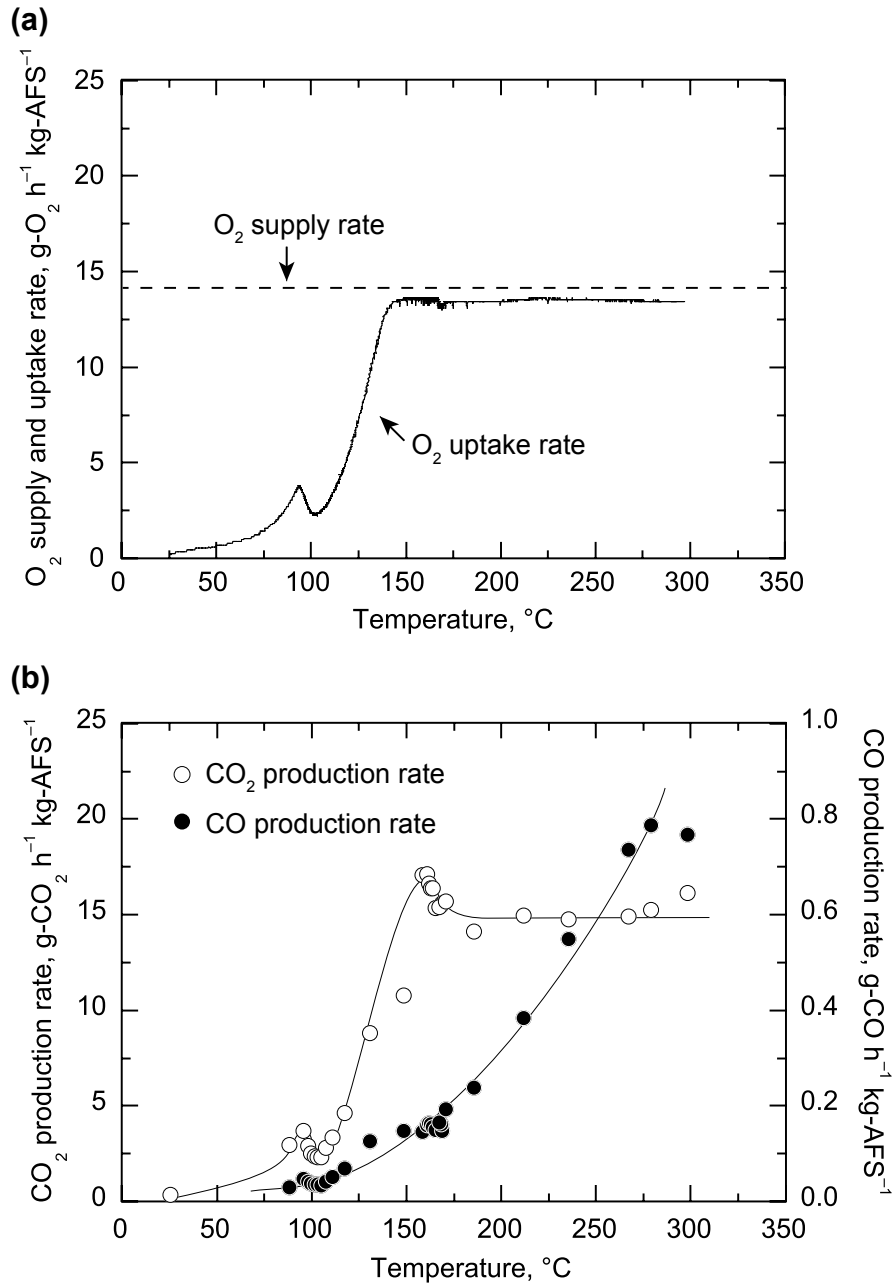 (a)
O₂ supply and uptake rate, g-O₂ h⁻¹ kg-AFS⁻¹
25
20
15
10
5
0
O₂ supply rate
O₂ uptake rate
0 50 100 150 200 250 300 350
Temperature, °C
(b)
CO₂ production rate, g-CO₂ h⁻¹ kg-AFS⁻¹
25
20
15
10
5
0
CO₂ production rate
CO production rate
1.0
0.8
0.6
0.4
0.2
0.0
CO production rate, g-CO h⁻¹ kg-AFS⁻¹
0 50 100 150 200 250 300 350
Temperature, °C